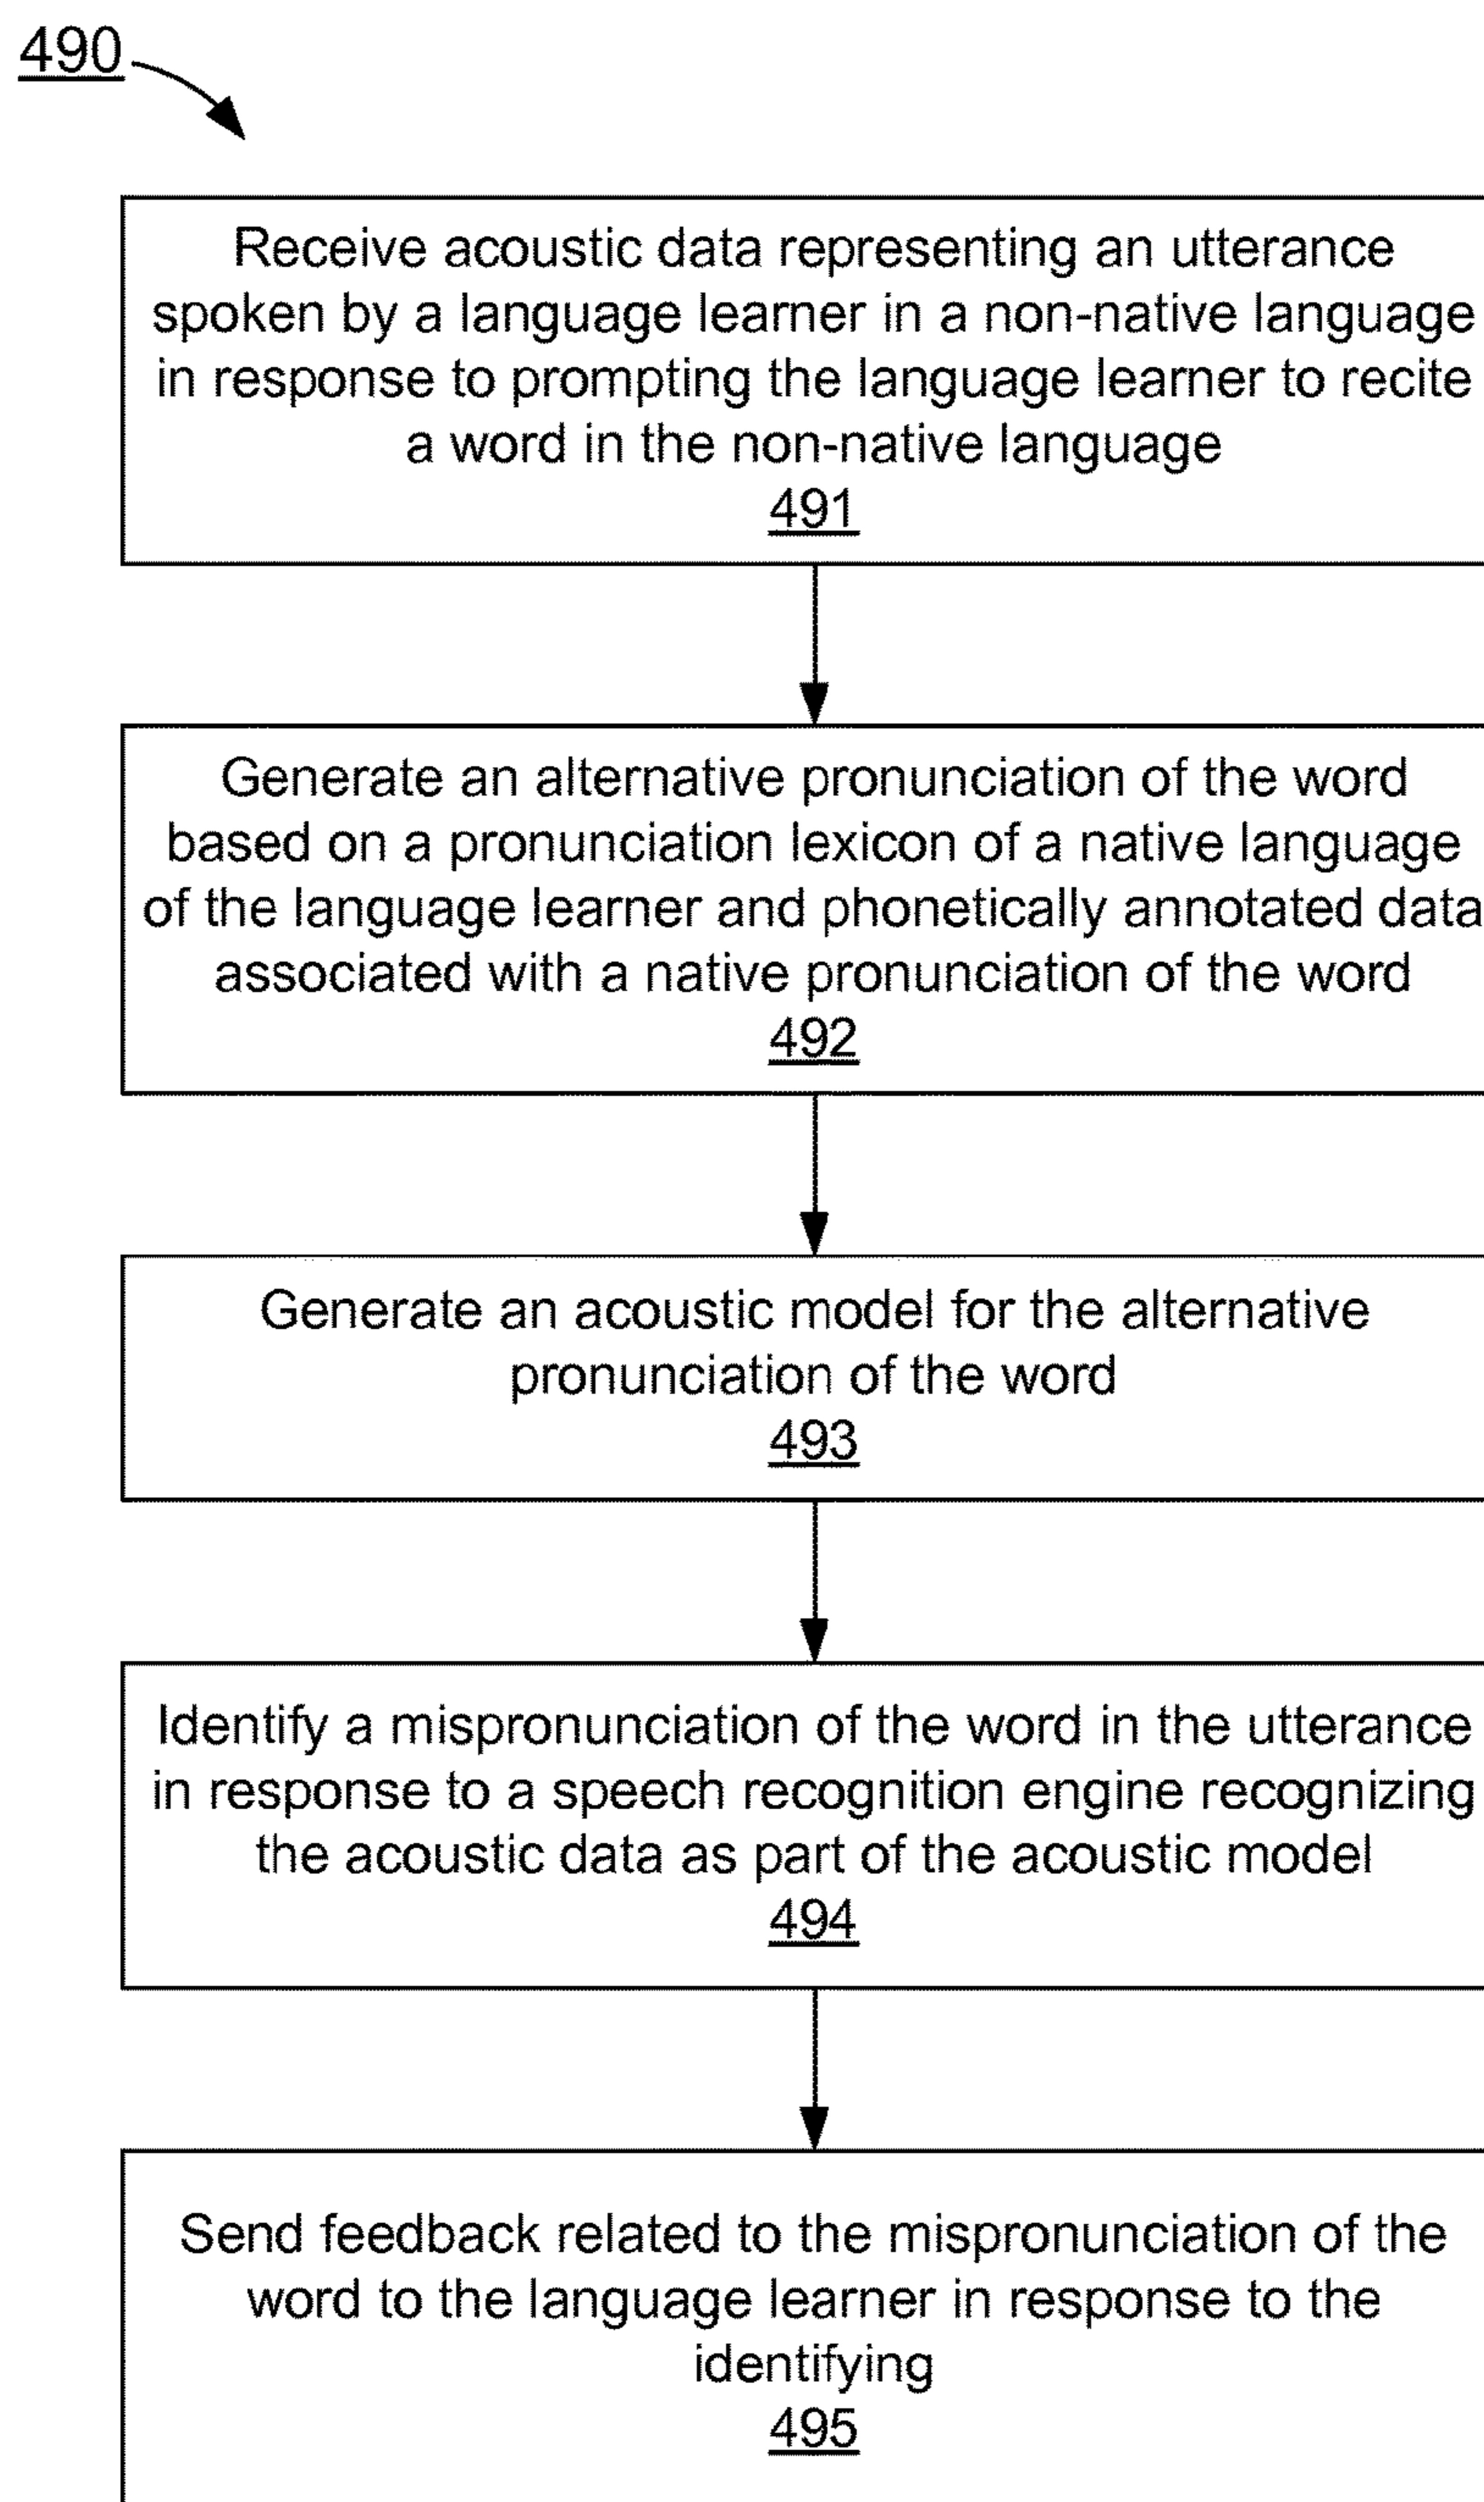 490
Receive acoustic data representing an utterance
spoken by a language learner in a non-native language
in response to prompting the language learner to recite
a word in the non-native language
491
Generate an alternative pronunciation of the word
based on a pronunciation lexicon of a native language
of the language learner and phonetically annotated data
associated with a native pronunciation of the word
492
Generate an acoustic model for the alternative
pronunciation of the word
493
Identify a mispronunciation of the word in the utterance
in response to a speech recognition engine recognizing
the acoustic data as part of the acoustic model
494
Send feedback related to the mispronunciation of the
word to the language learner in response to the
identifying
495